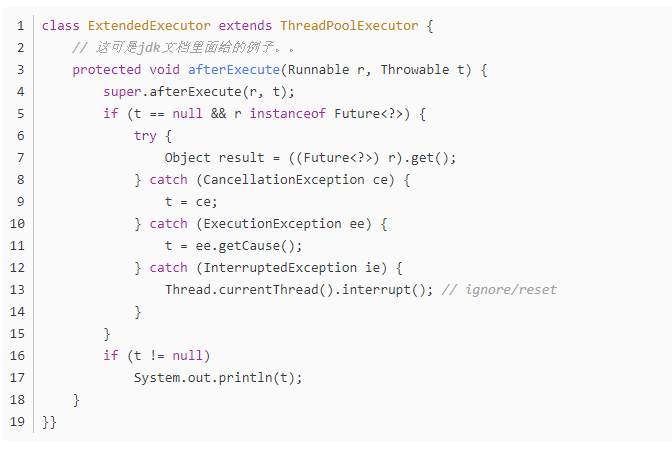 1 class ExtendedExecutor extends ThreadPoolExecutor {
2     // 这可是jdk文档里面给的例子。。
3     protected void afterExecute(Runnable r, Throwable t) {
4         super.afterExecute(r, t);
5         if (t == null && r instanceof Future<?>) {
6             try {
7                 Object result = ((Future<?>) r).get();
8             } catch (CancellationException ce) {
9                 t = ce;
10             } catch (ExecutionException ee) {
11                 t = ee.getCause();
12             } catch (InterruptedException ie) {
13                 Thread.currentThread().interrupt(); // ignore/reset
14             }
15         }
16         if (t != null)
17             System.out.println(t);
18     }
19 }}